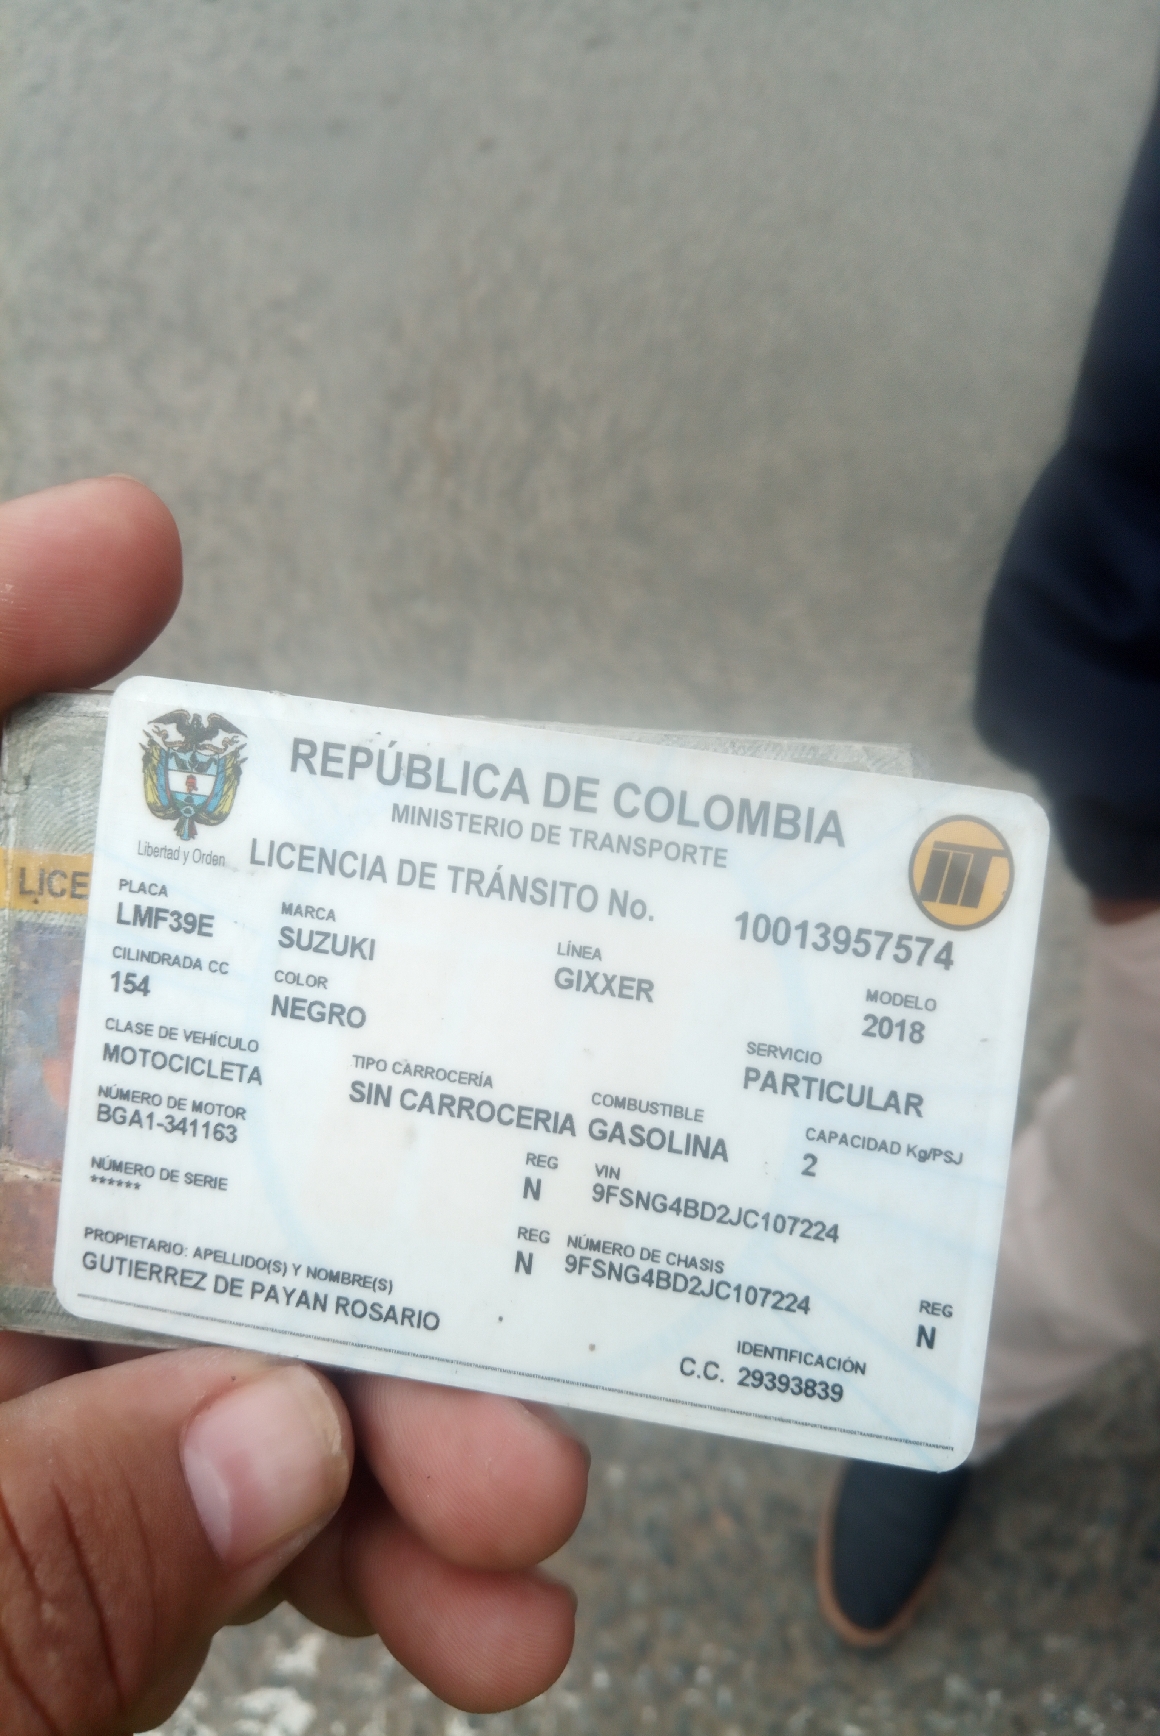 REPÚBLICA DE COLOMBIA
MINISTERIO DE TRANSPORTE
Libertad y Orden
LICENCIA DE TRÁNSITO No. 10013957574
LICE
PLACA MARCA LÍNEA MODELO
LMF39E SUZUKI GIXXER 2018
CILINDRADA CC COLOR SERVICIO
154 NEGRO PARTICULAR
CLASE DE VEHÍCULO TIPO CARROCERÍA COMBUSTIBLE CAPACIDAD Kg/PSJ
MOTOCICLETA SIN CARROCERIA GASOLINA 2
NÚMERO DE MOTOR REG VIN
BGA1-341163 N 9FSNG4BD2JC107224
NÚMERO DE SERIE REG NÚMERO DE CHASIS REG
****** N 9FSNG4BD2JC107224 N
PROPIETARIO: APELLIDO(S) Y NOMBRE(S) IDENTIFICACIÓN
GUTIERREZ DE PAYAN ROSARIO C.C. 29393839